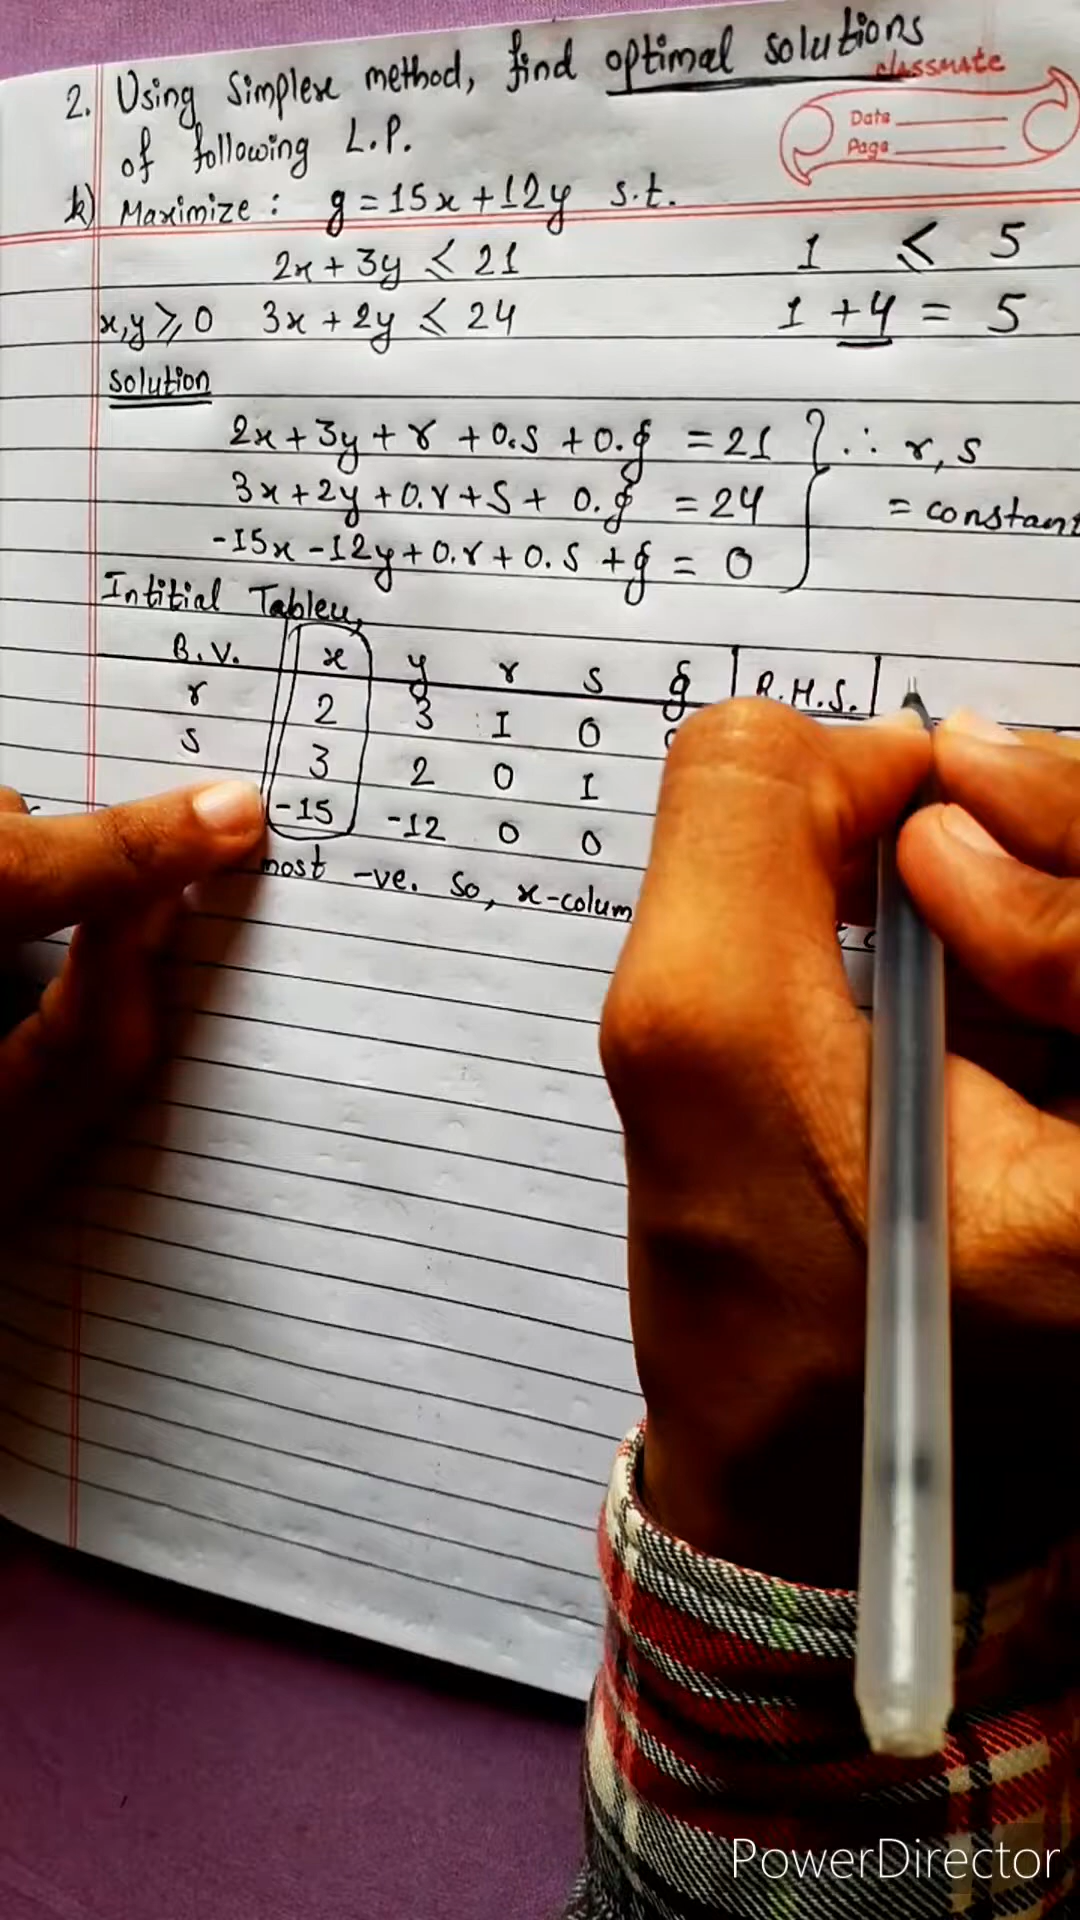 2. Using Simplex method, find optimal solutions
classmate
Date
Page
of following L.P.
k) Maximize : g = 15x + 12y s.t.
2x + 3y ≤ 21
1 ≤ 5
x,y ≥ 0 3x + 2y ≤ 24
1 + 4 = 5
Solution
2x + 3y + r + 0.s + 0.g = 21 } ∴ r, s
3x + 2y + 0.r + s + 0.g = 24 = constant
-15x - 12y + 0.r + 0.s + g = 0
Intitial Tableu,
B.V. x y r s g R.H.S.
r 2 3 1 0
s 3 2 0 1
-15 -12 0 0
most -ve. So, x-colum
PowerDirector